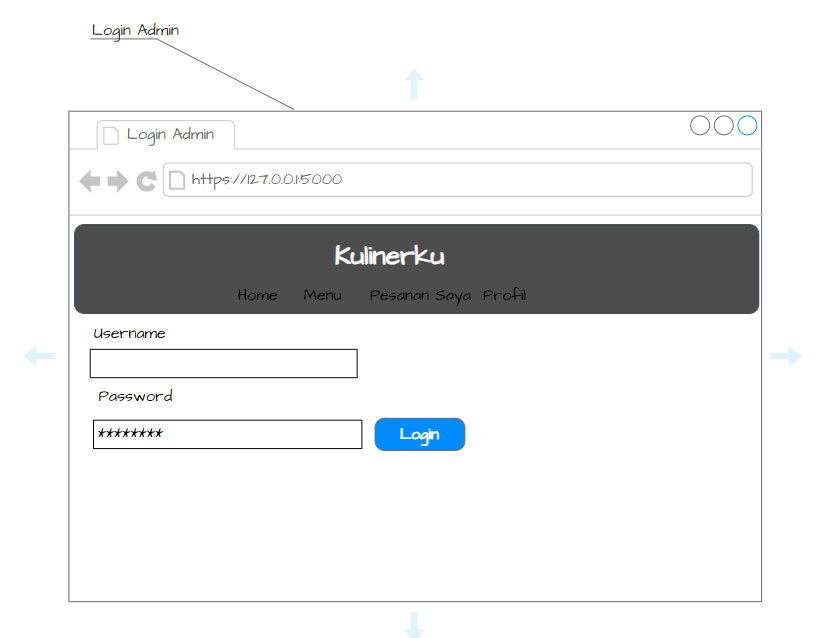 Login Admin
Login Admin
https://127.0.0.1:5000
Kulinerku
Home Menu Pesanan Saya Profil
Username
Password
******** Login